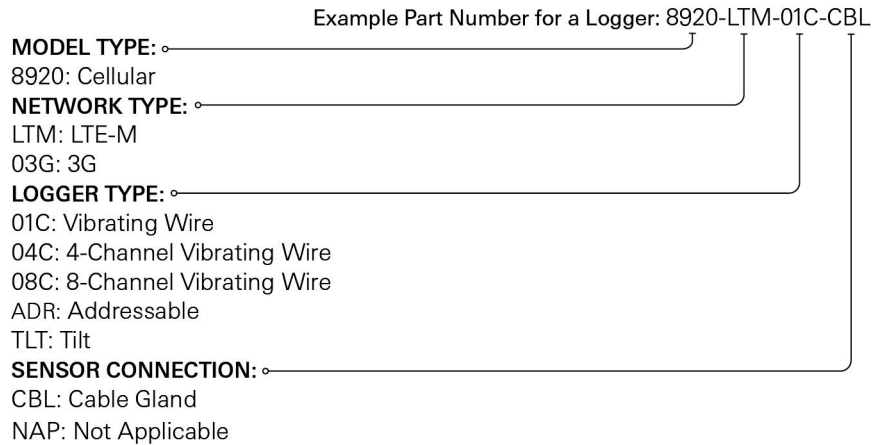 Example Part Number for a Logger: 8920-LTM-01C-CBL
MODEL TYPE:
8920: Cellular
NETWORK TYPE:
LTM: LTE-M
03G: 3G
LOGGER TYPE:
01C: Vibrating Wire
04C: 4-Channel Vibrating Wire
08C: 8-Channel Vibrating Wire
ADR: Addressable
TLT: Tilt
SENSOR CONNECTION:
CBL: Cable Gland
NAP: Not Applicable